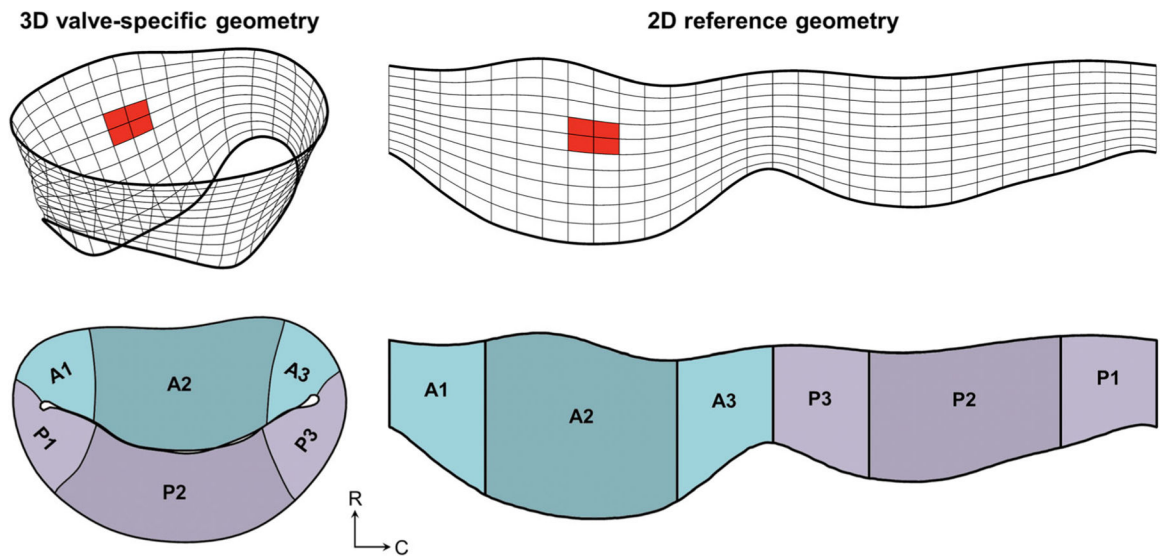 3D valve-specific geometry
2D reference geometry
A1
A2
A3
P1
P2
P3
R
C
A1
A2
A3
P3
P2
P1